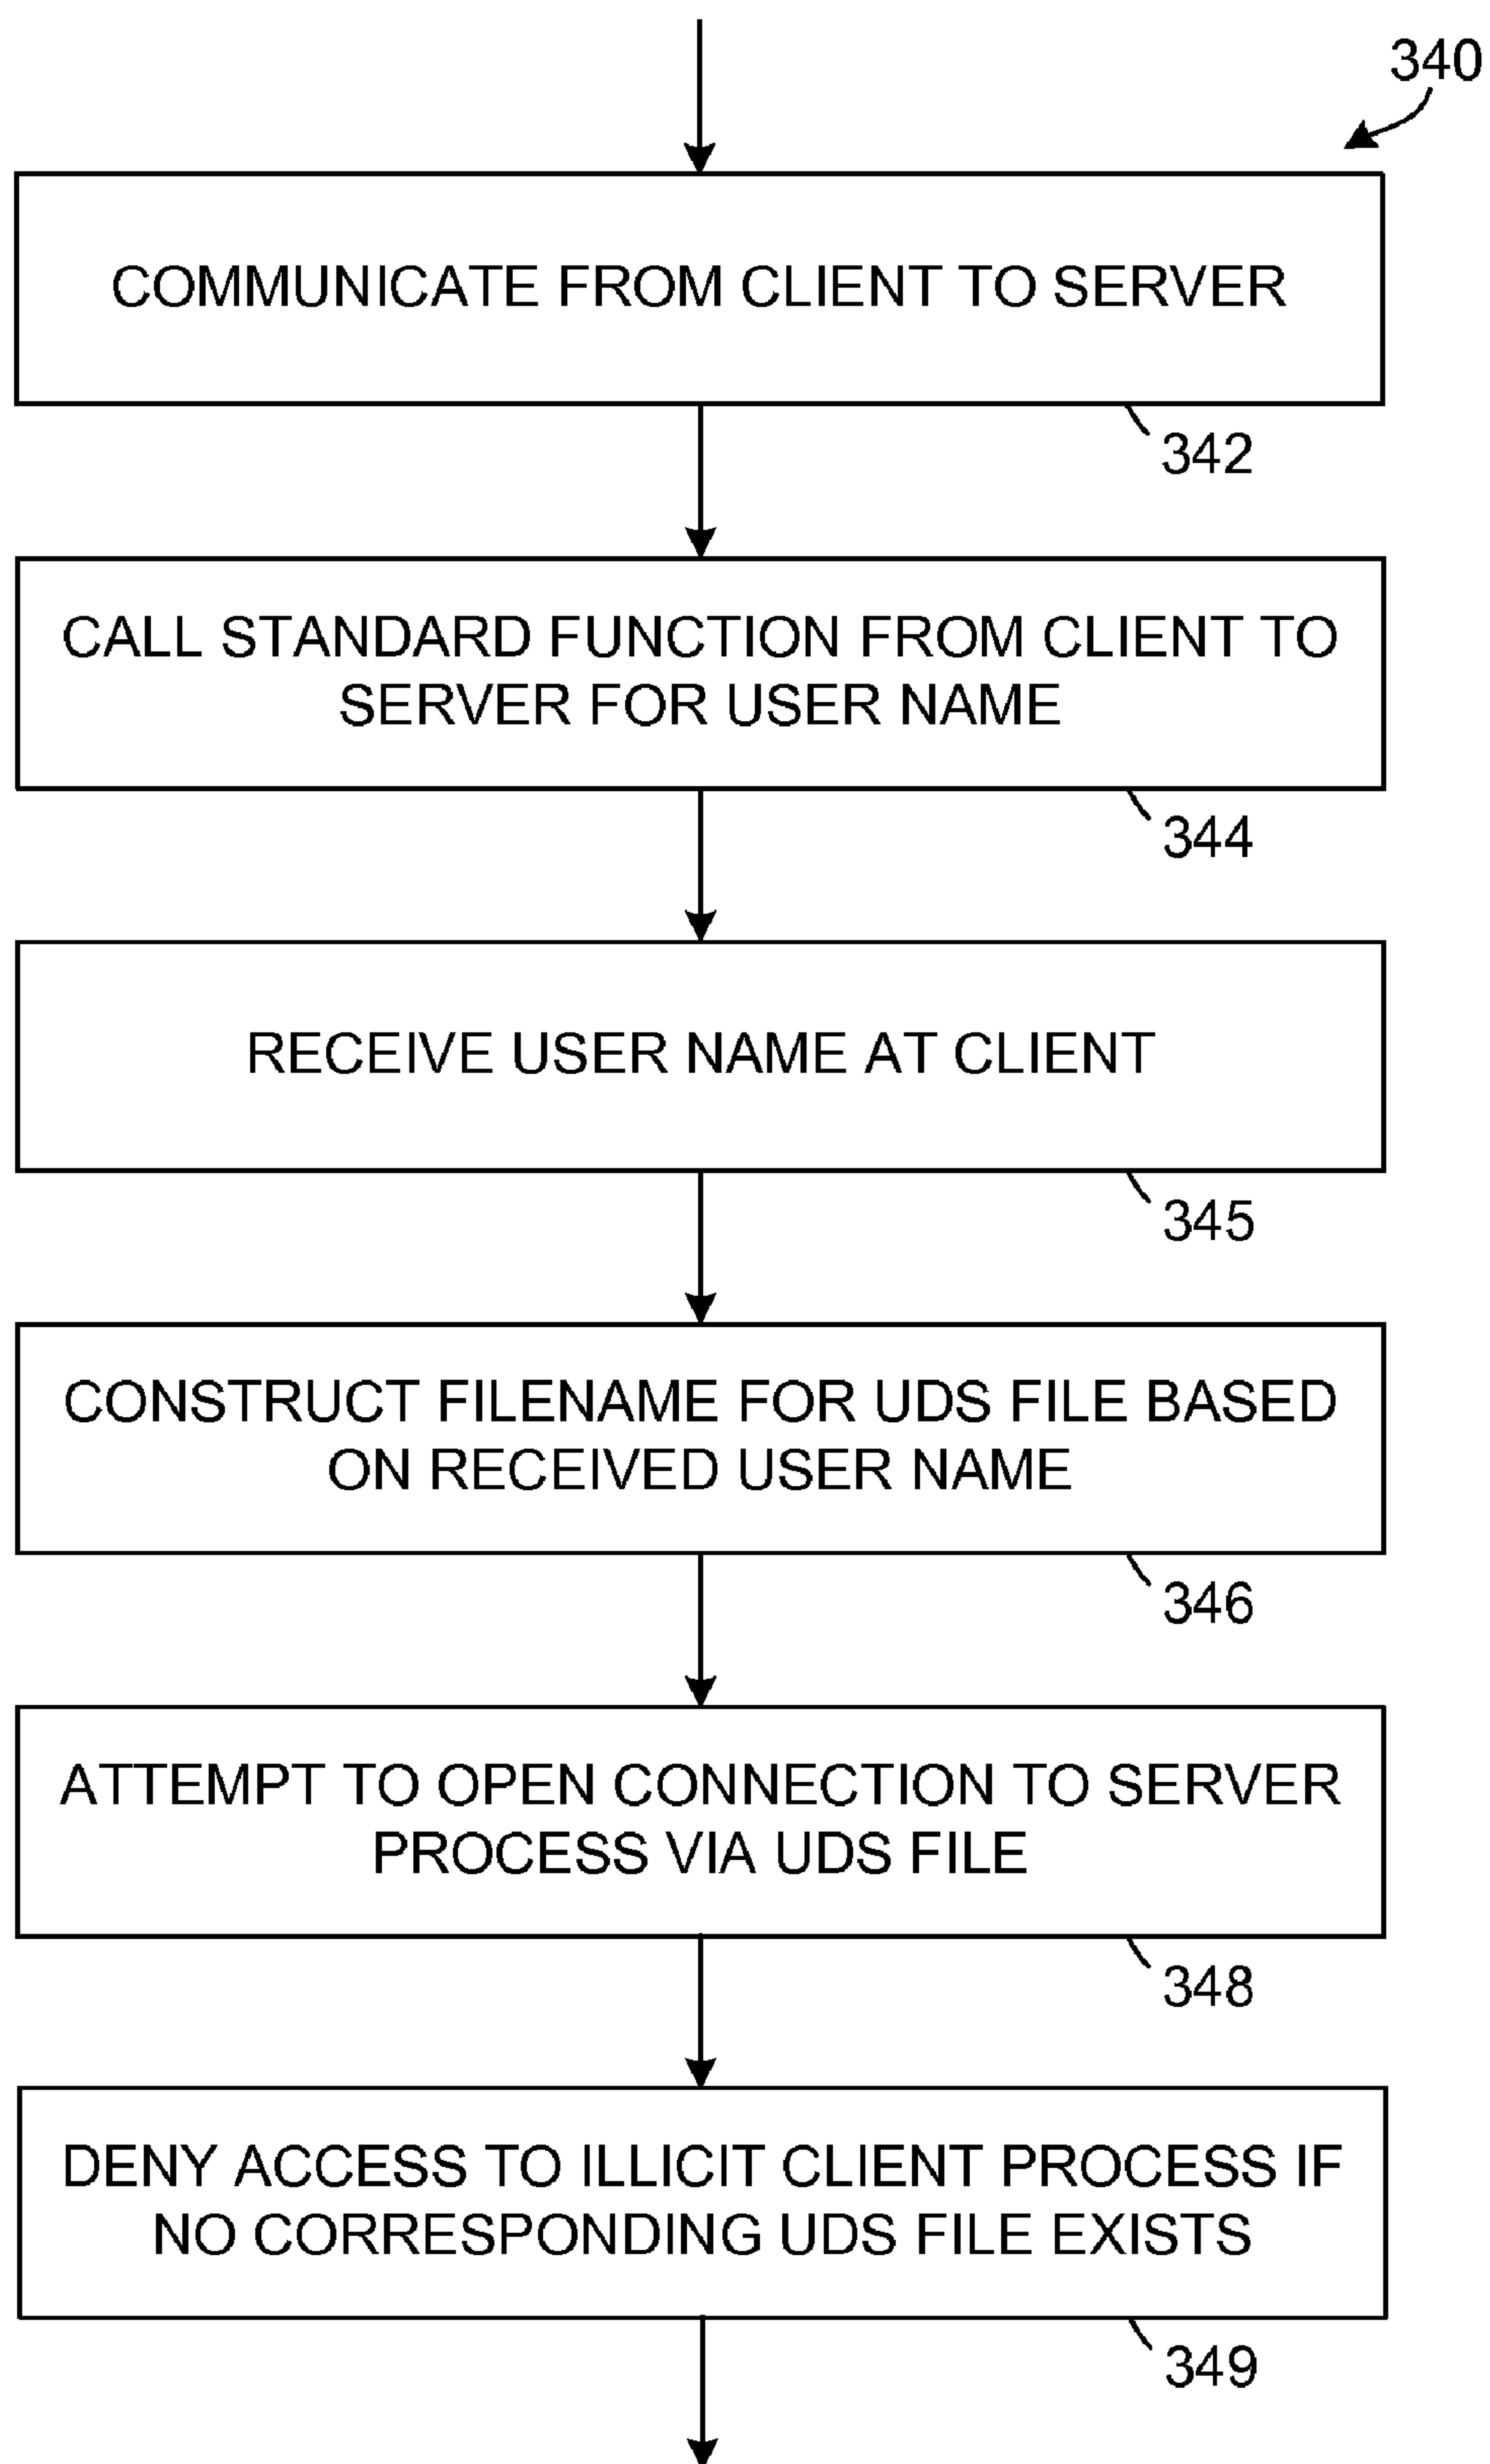 340
COMMUNICATE FROM CLIENT TO SERVER
342
CALL STANDARD FUNCTION FROM CLIENT TO
SERVER FOR USER NAME
344
RECEIVE USER NAME AT CLIENT
345
CONSTRUCT FILENAME FOR UDS FILE BASED
ON RECEIVED USER NAME
346
ATTEMPT TO OPEN CONNECTION TO SERVER
PROCESS VIA UDS FILE
348
DENY ACCESS TO ILLICIT CLIENT PROCESS IF
NO CORRESPONDING UDS FILE EXISTS
349